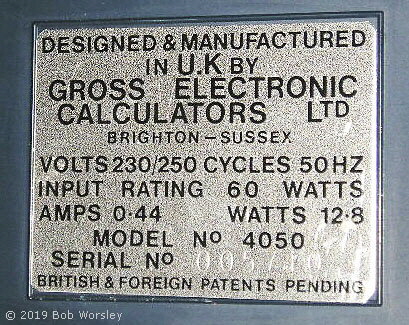 DESIGNED & MANUFACTURED
IN U.K BY
GROSS ELECTRONIC
CALCULATORS LTD
BRIGHTON – SUSSEX
VOLTS 230/250 CYCLES 50HZ
INPUT RATING 60 WATTS
AMPS 0·44 WATTS 12·8
MODEL Nº 4050
SERIAL Nº
BRITISH & FOREIGN PATENTS PENDING
© 2019 Bob Worsley